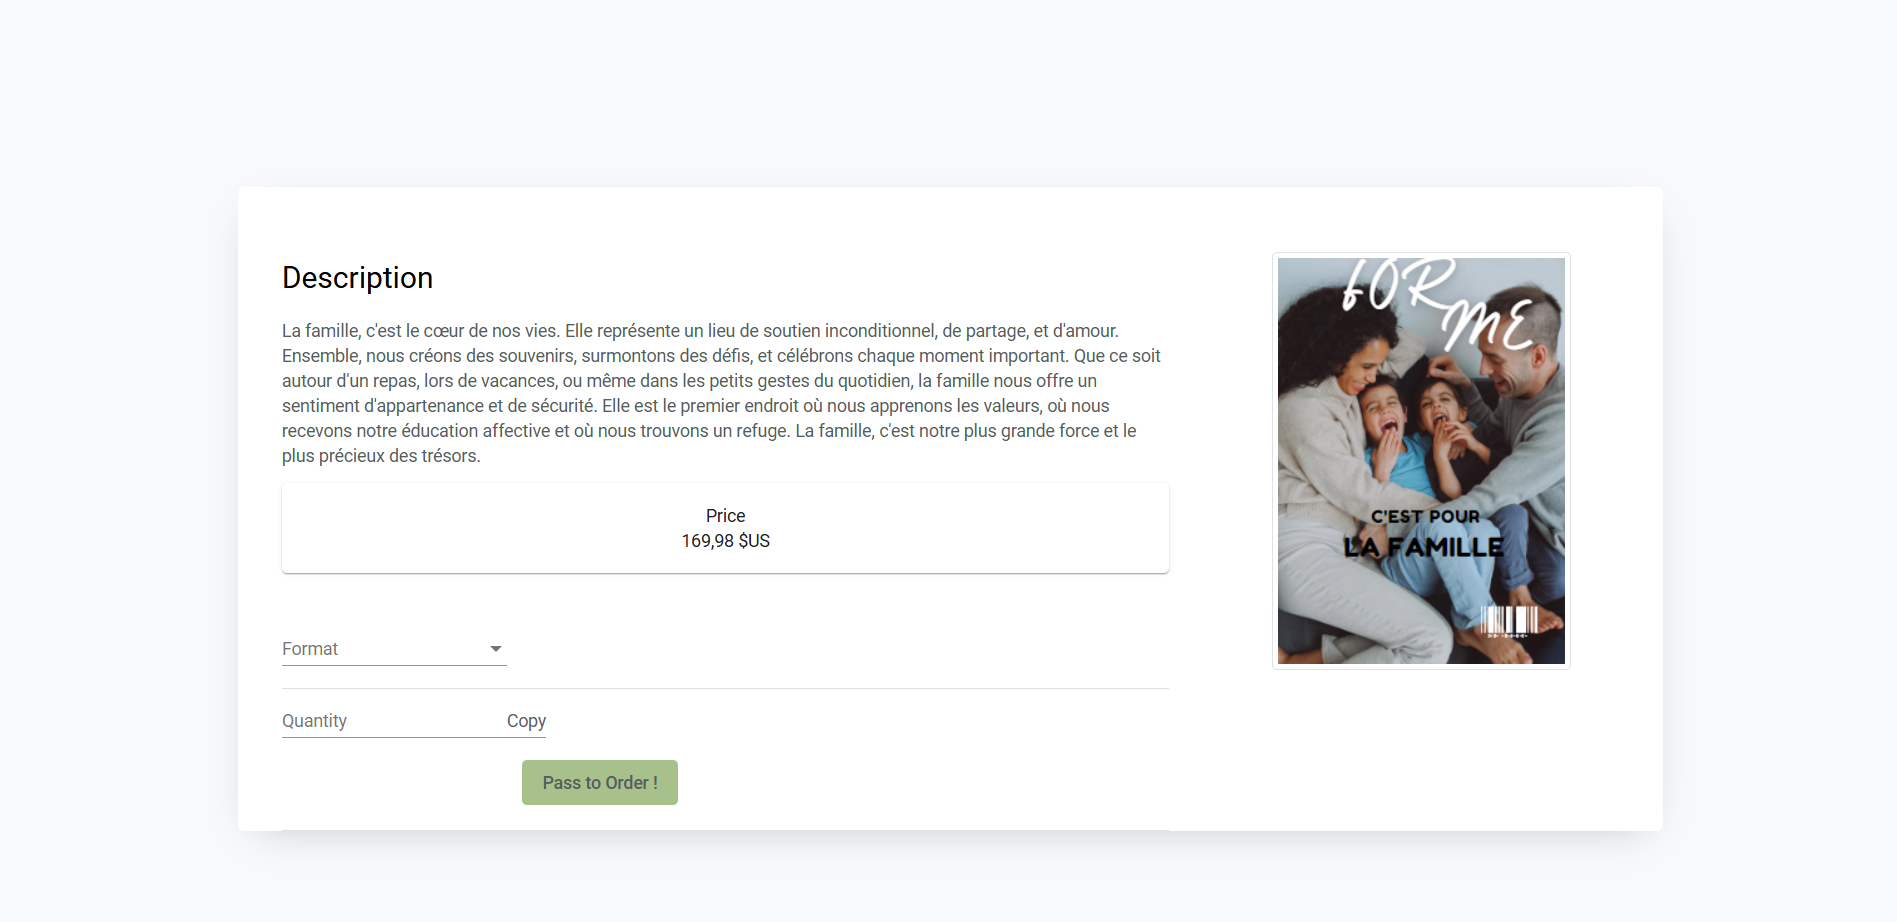 Description
La famille, c'est le cœur de nos vies. Elle représente un lieu de soutien inconditionnel, de partage, et d'amour.
Ensemble, nous créons des souvenirs, surmontons des défis, et célébrons chaque moment important. Que ce soit
autour d'un repas, lors de vacances, ou même dans les petits gestes du quotidien, la famille nous offre un
sentiment d'appartenance et de sécurité. Elle est le premier endroit où nous apprenons les valeurs, où nous
recevons notre éducation affective et où nous trouvons un refuge. La famille, c'est notre plus grande force et le
plus précieux des trésors.
Price
169,98 $US
Format
Quantity Copy
Pass to Order !
FOR
ME
C'EST POUR
LA FAMILLE